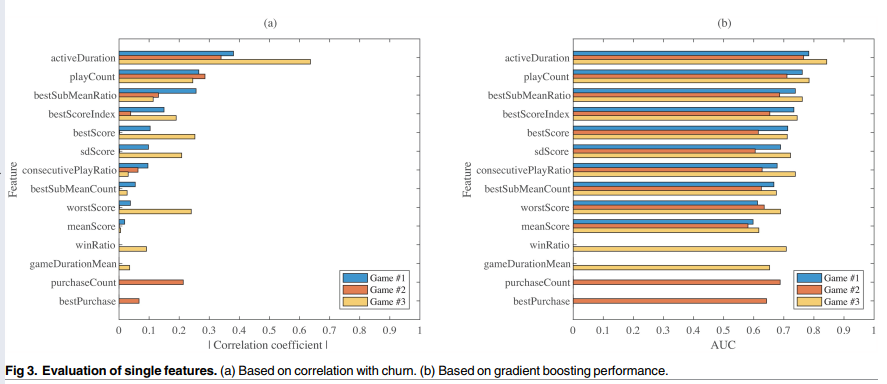 (a)
Feature
activeDuration
playCount
bestSubMeanRatio
bestScoreIndex
bestScore
sdScore
consecutivePlayRatio
bestSubMeanCount
worstScore
meanScore
winRatio
gameDurationMean
purchaseCount
bestPurchase
Game #1
Game #2
Game #3
0 0.1 0.2 0.3 0.4 0.5 0.6 0.7 0.8 0.9 1
| Correlation coefficient |
(b)
Feature
activeDuration
playCount
bestSubMeanRatio
bestScoreIndex
bestScore
sdScore
consecutivePlayRatio
bestSubMeanCount
worstScore
meanScore
winRatio
gameDurationMean
purchaseCount
bestPurchase
Game #1
Game #2
Game #3
0 0.1 0.2 0.3 0.4 0.5 0.6 0.7 0.8 0.9 1
AUC
Fig 3. Evaluation of single features. (a) Based on correlation with churn. (b) Based on gradient boosting performance.